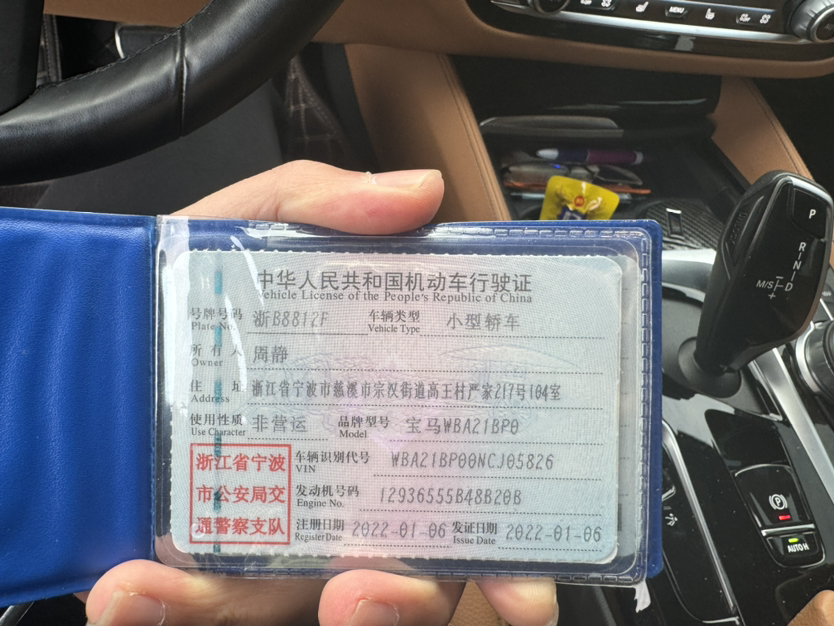 中华人民共和国机动车行驶证
Vehicle License of the People's Republic of China
号牌号码 浙B8812F 车辆类型 小型轿车
Plate No. Vehicle Type
所有人 周静
Owner
住址 浙江省宁波市慈溪市宗汉街道高王村严家217号104室
Address
使用性质 非营运 品牌型号 宝马WBA21BP0
Use Character Model
浙江省宁波
市公安局交
通警察支队
车辆识别代号 WBA21BP00NCJ05826
VIN
发动机号码 12936555B48B20B
Engine No.
注册日期 2022-01-06 发证日期 2022-01-06
Register Date Issue Date
MENU
P
R
N
D
M/S
+
(P)
AUTO H